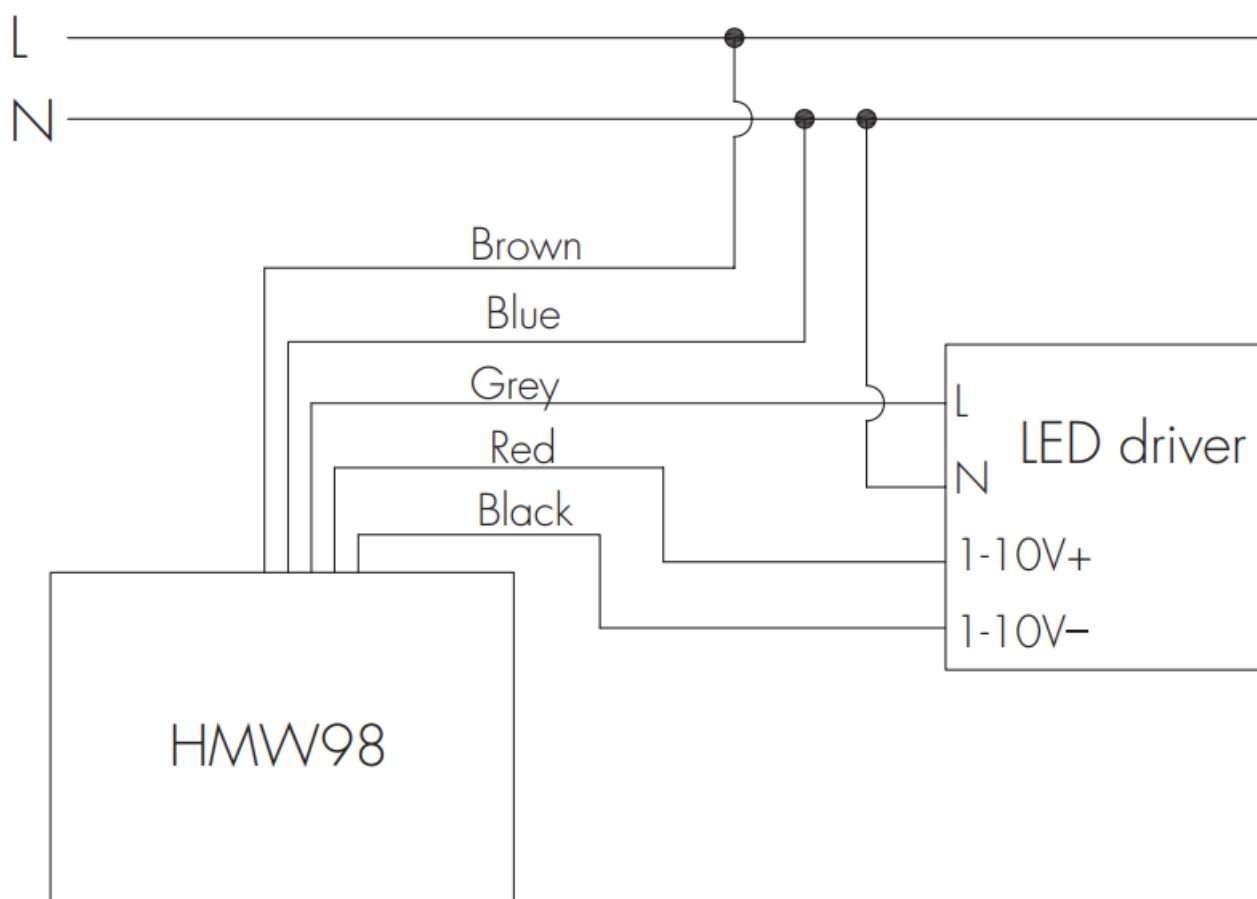 L
N
Brown
Blue
Grey
Red
Black
L
N
LED driver
1-10V+
1-10V−
HMW98